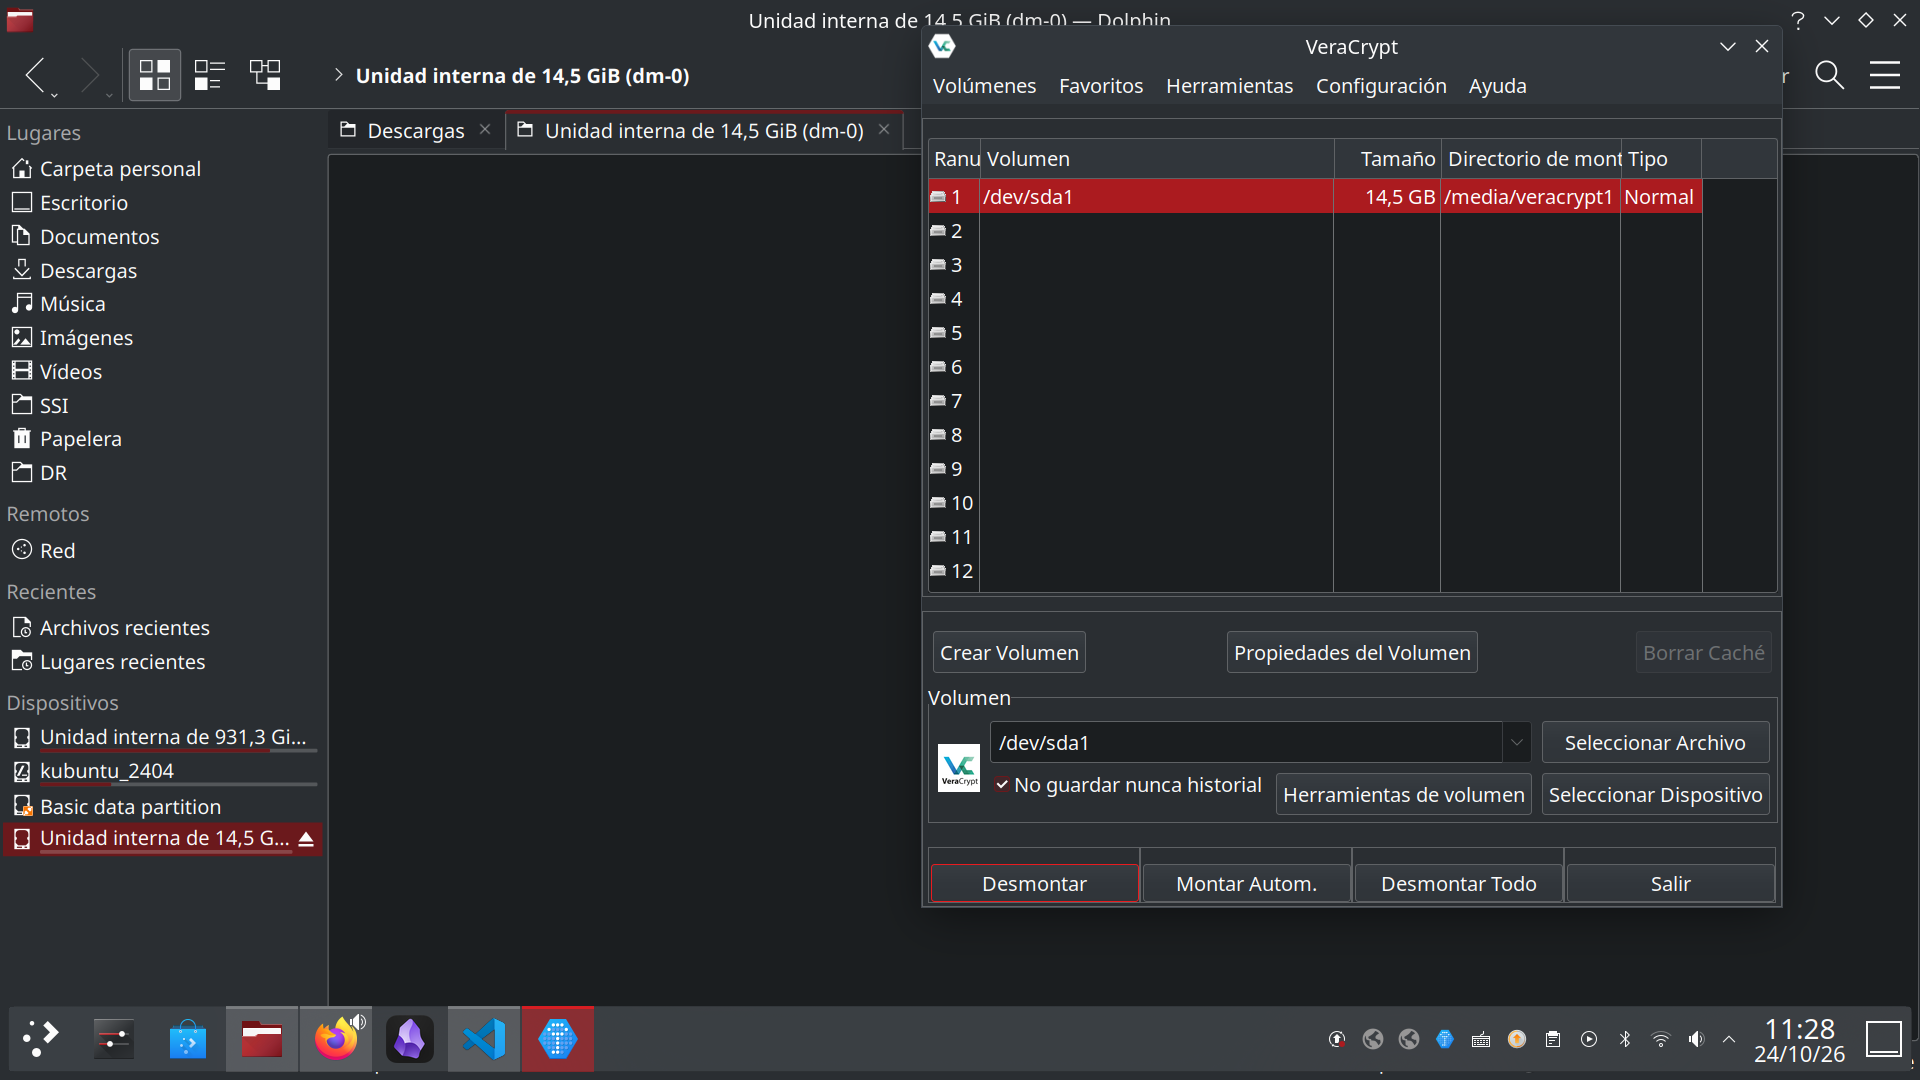 Unidad interna de 14,5 GiB (dm-0) — Dolphin
Unidad interna de 14,5 GiB (dm-0)
Lugares
Carpeta personal
Escritorio
Documentos
Descargas
Música
Imágenes
Vídeos
SSI
Papelera
DR
Remotos
Red
Recientes
Archivos recientes
Lugares recientes
Dispositivos
Unidad interna de 931,3 Gi...
kubuntu_2404
Basic data partition
Unidad interna de 14,5 G...
Descargas
Unidad interna de 14,5 GiB (dm-0)
VeraCrypt
Volúmenes Favoritos Herramientas Configuración Ayuda
Ranu Volumen Tamaño Directorio de mont Tipo
1 /dev/sda1 14,5 GB /media/veracrypt1 Normal
2
3
4
5
6
7
8
9
10
11
12
Crear Volumen Propiedades del Volumen Borrar Caché
Volumen
/dev/sda1 Seleccionar Archivo
VeraCrypt
No guardar nunca historial Herramientas de volumen Seleccionar Dispositivo
Desmontar Montar Autom. Desmontar Todo Salir
11:28
24/10/26